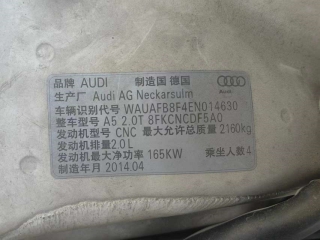 品牌 AUDI 制造国 德国
生产厂 Audi AG Neckarsulm
车辆识别代号 WAUAFB8F4EN014630
整车型号 A5 2.0T 8FKCNCDF5A0
发动机型号 CNC 最大允许总质量 2160kg
发动机排量 2.0L
发动机最大净功率 165KW 乘坐人数 4
制造年月 2014.04